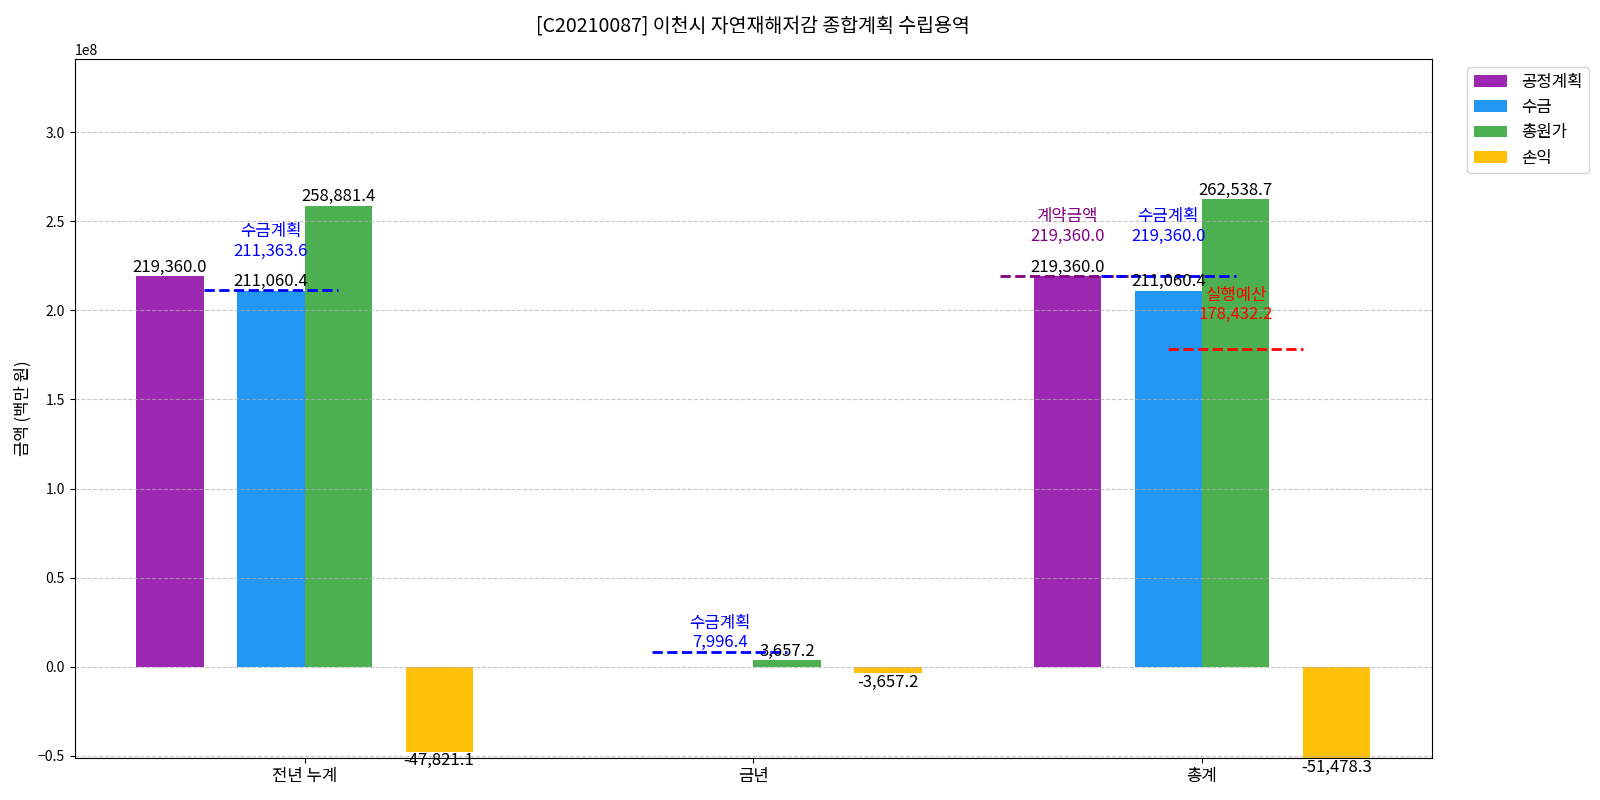 [C20210087] 이천시 자연재해저감 종합계획 수립용역
1e8
공정계획
수금
총원가
손익
금액 (백만 원)
3.0
2.5
2.0
1.5
1.0
0.5
0.0
−0.5
219,360.0
수금계획
211,363.6
211,060.4
258,881.4
-47,821.1
수금계획
7,996.4
3,657.2
-3,657.2
계약금액
219,360.0
219,360.0
수금계획
219,360.0
211,060.4
262,538.7
실행예산
178,432.2
-51,478.3
전년 누계
금년
총계